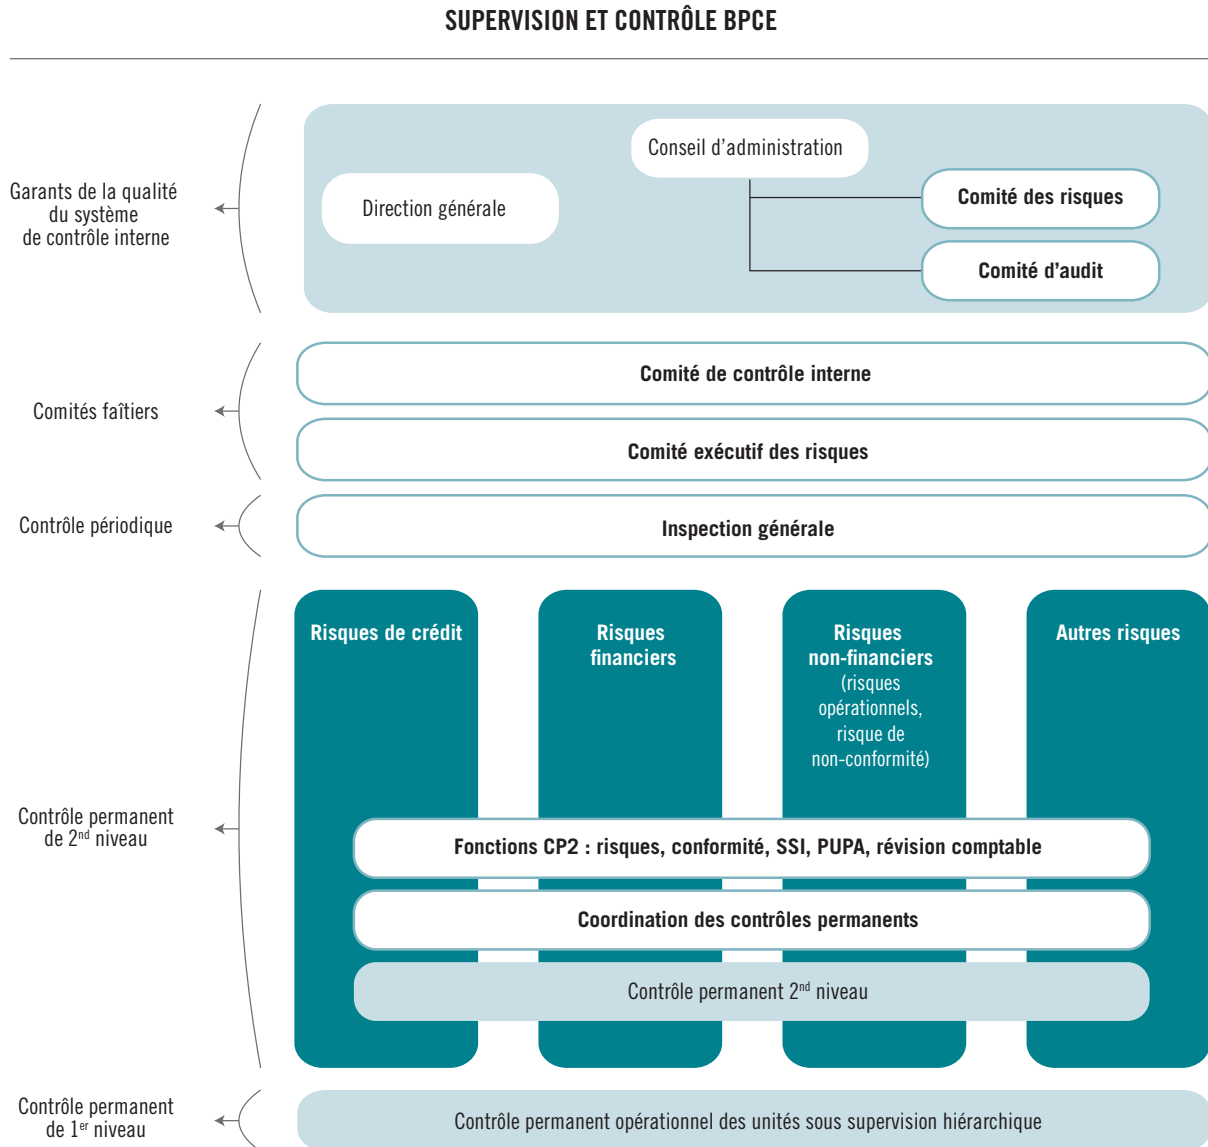 SUPERVISION ET CONTRÔLE BPCE
Garants de la qualité
du système
de contrôle interne
Direction générale
Conseil d'administration
Comité des risques
Comité d'audit
Comités faîtiers
Comité de contrôle interne
Comité exécutif des risques
Contrôle périodique
Inspection générale
Contrôle permanent
de 2nd niveau
Risques de crédit
Risques
financiers
Risques
non-financiers
(risques
opérationnels,
risque de
non-conformité)
Autres risques
Fonctions CP2 : risques, conformité, SSI, PUPA, révision comptable
Coordination des contrôles permanents
Contrôle permanent 2nd niveau
Contrôle permanent
de 1er niveau
Contrôle permanent opérationnel des unités sous supervision hiérarchique